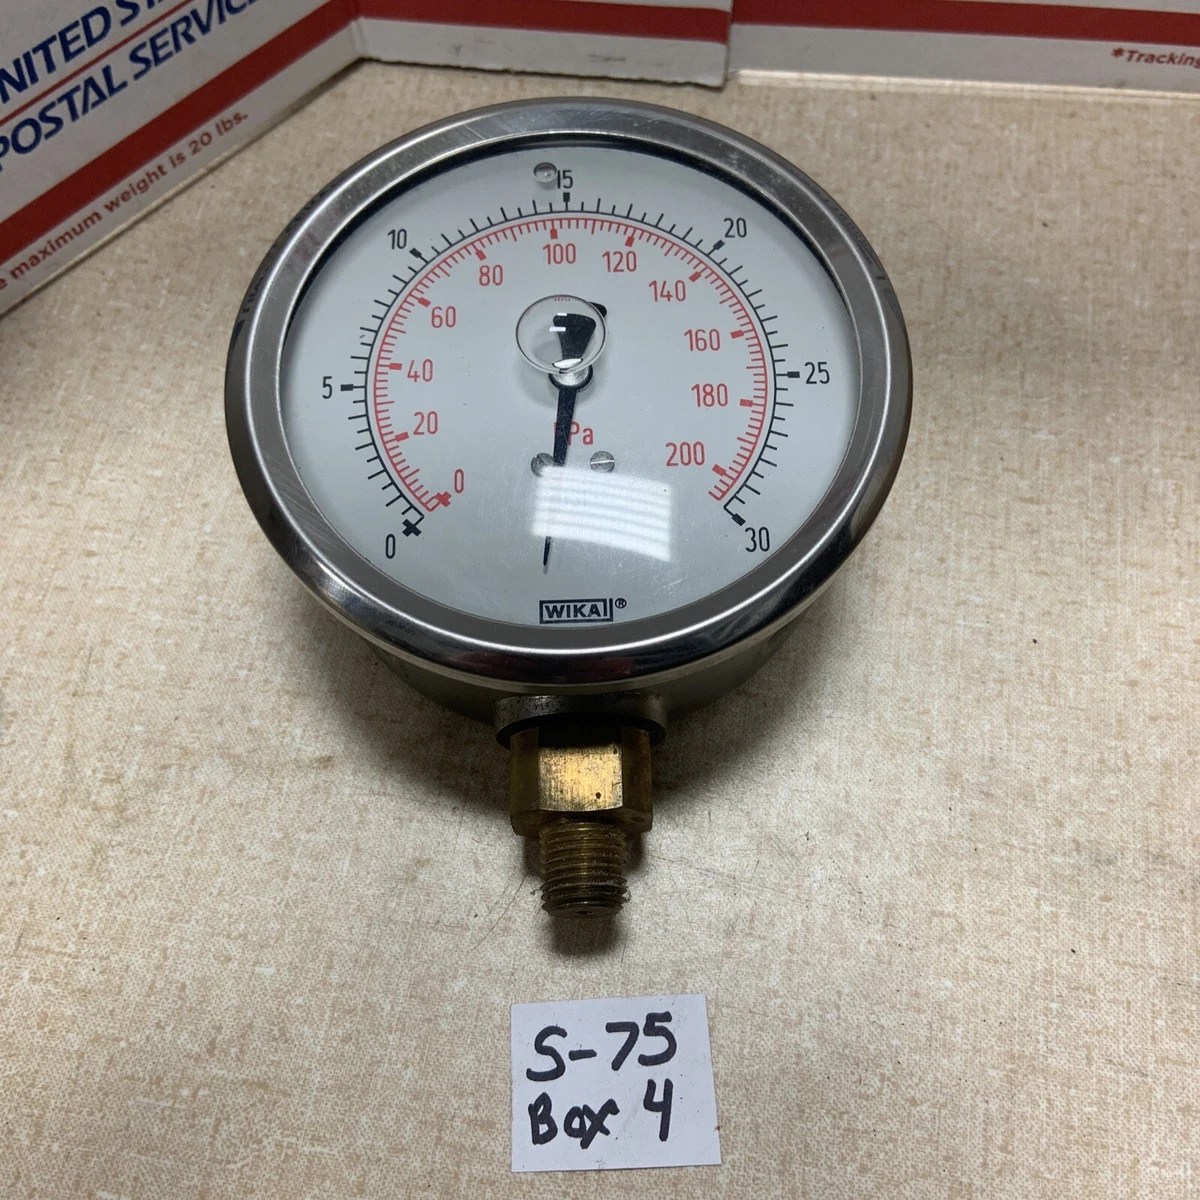 UNITED ST
POSTAL SERVIC
maximum weight is 20 lbs.
*Tracking
15
10
20
100
80
120
60
140
160
5
40
25
180
20
Pa
200
0
0
30
WIKA®
S-75
Box 4